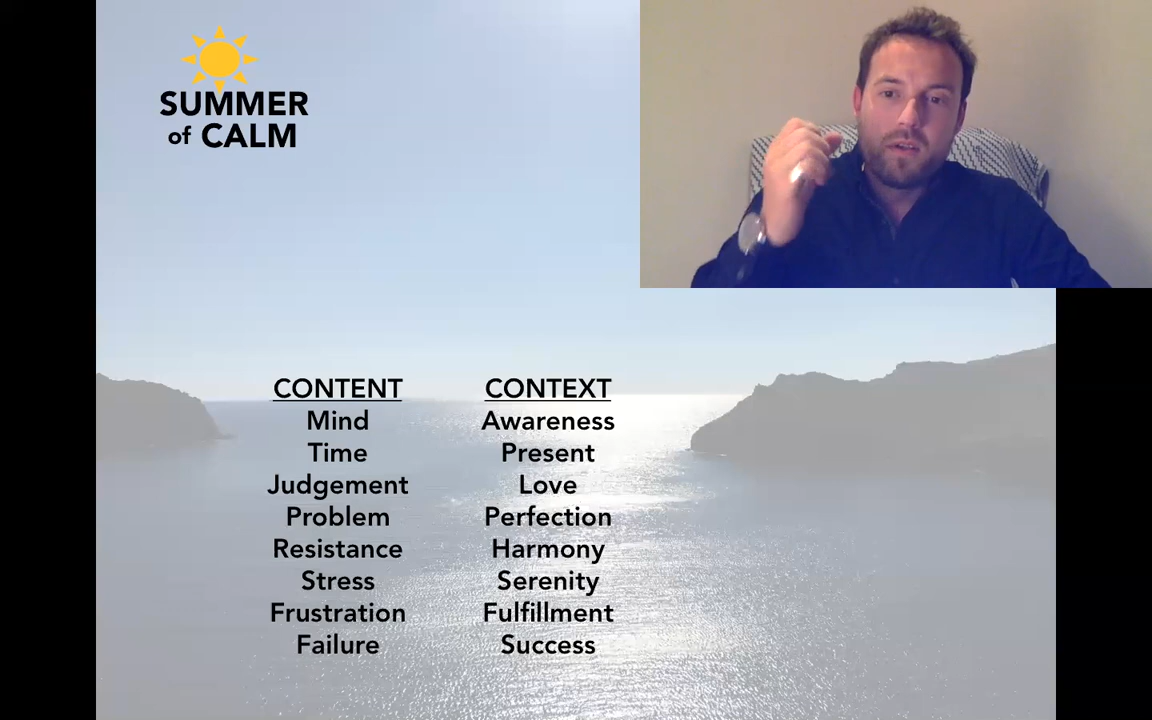 SUMMER
of CALM
CONTENT CONTEXT
Mind Awareness
Time Present
Judgement Love
Problem Perfection
Resistance Harmony
Stress Serenity
Frustration Fulfillment
Failure Success